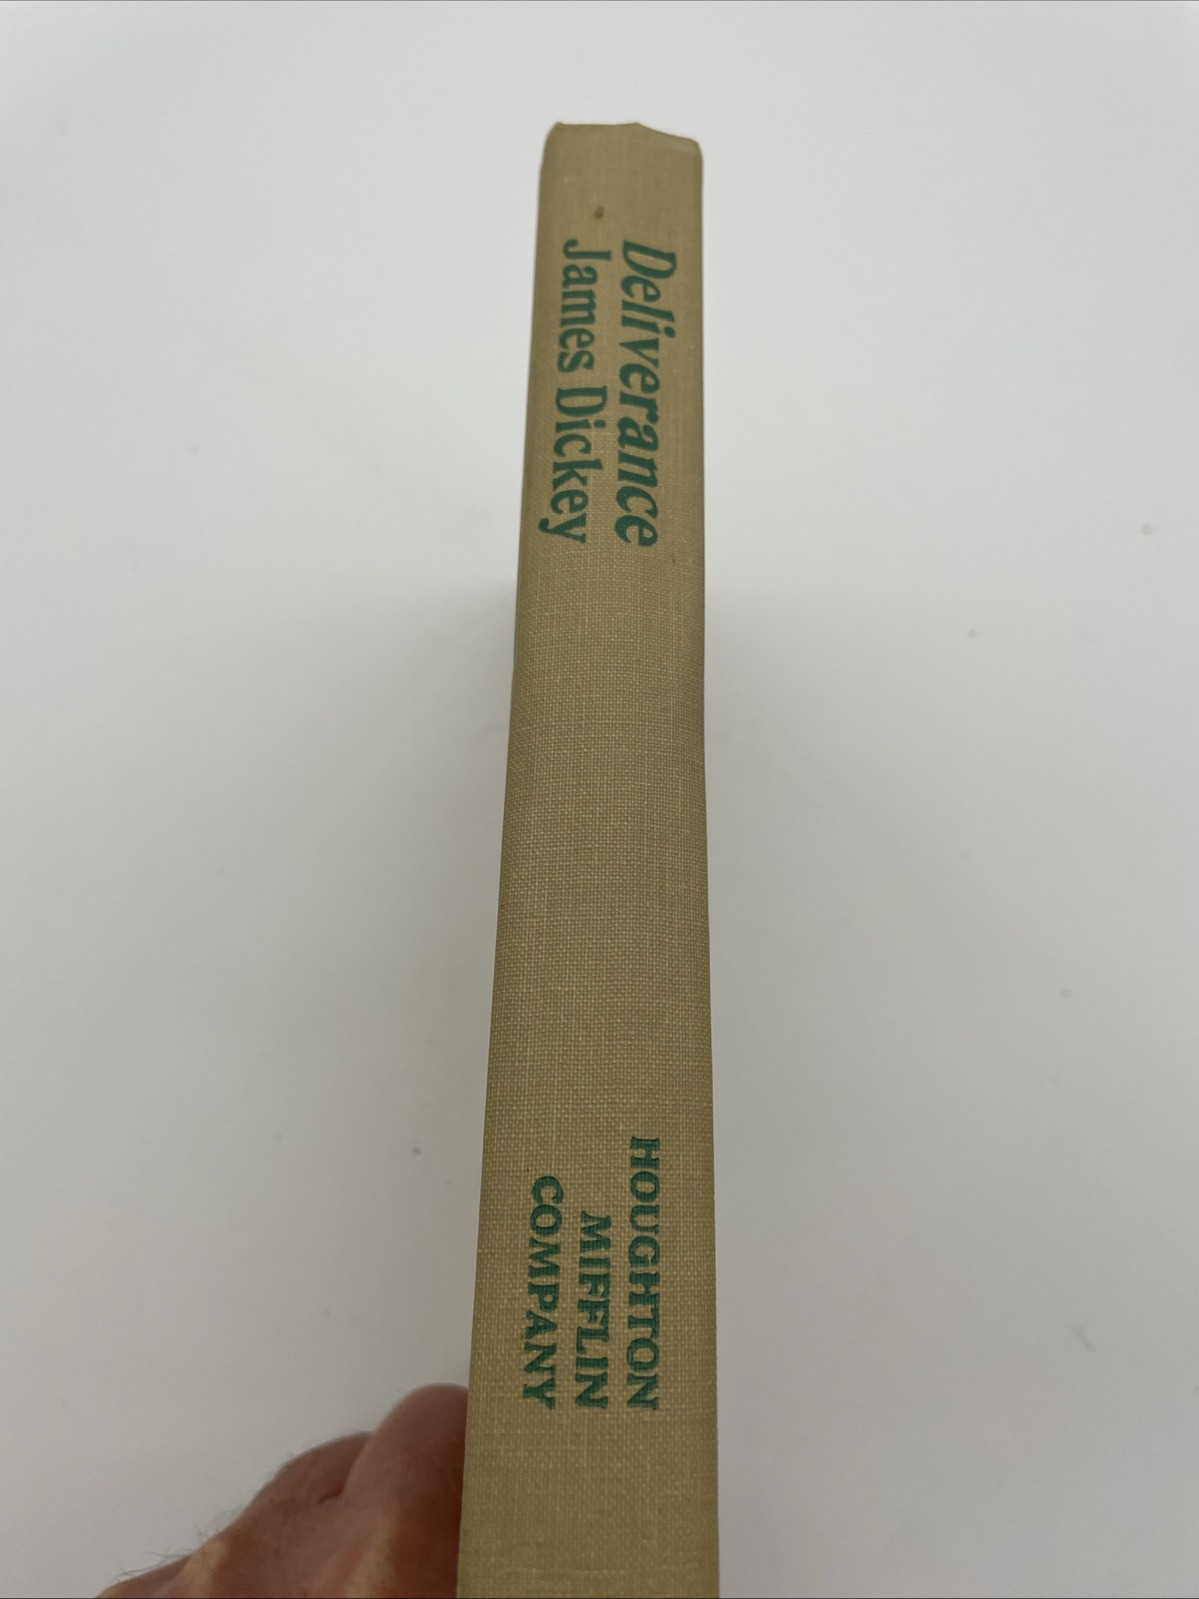 Deliverance
James Dickey
HOUGHTON
MIFFLIN
COMPANY